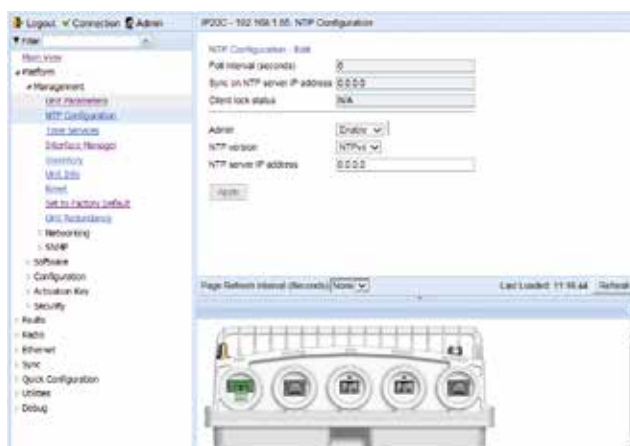 Logout Connection Admin
IP20C - 192.168.1.65: NTP Configuration
Filter
Main View
Platform
Management
Unit Parameters
NTP Configuration
Time Services
Interface Manager
Inventory
Unit Info
Reset
Set to Factory Default
Unit Redundancy
Networking
SNMP
Software
Configuration
Activation Key
Security
Faults
Radio
Ethernet
Sync
Quick Configuration
Utilities
Debug
NTP Configuration - Edit
Poll interval (seconds) 0
Sync on NTP server IP address 0.0.0.0
Client lock status N/A
Admin Enable
NTP version NTPv4
NTP server IP address 0.0.0.0
Apply
Page Refresh Interval (Seconds) None Last Loaded: Refresh